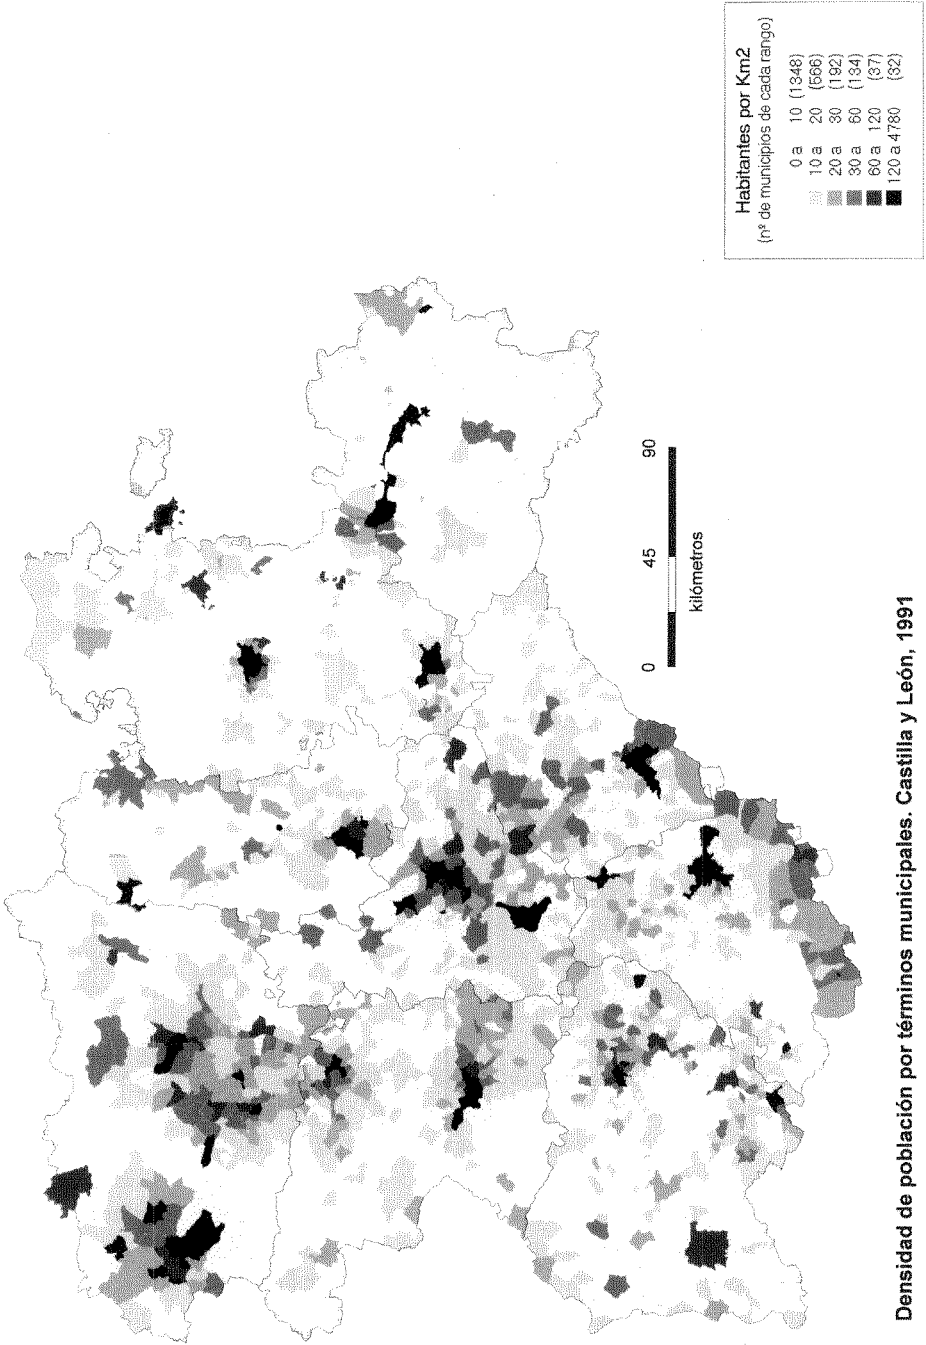 Habitantes por Km2
(nº de municipios de cada rango)
0 a 10 (1348)
10 a 20 (566)
20 a 30 (192)
30 a 60 (134)
60 a 120 (37)
120 a 4780 (32)
0 45 90
kilómetros
Densidad de población por términos municipales. Castilla y León, 1991